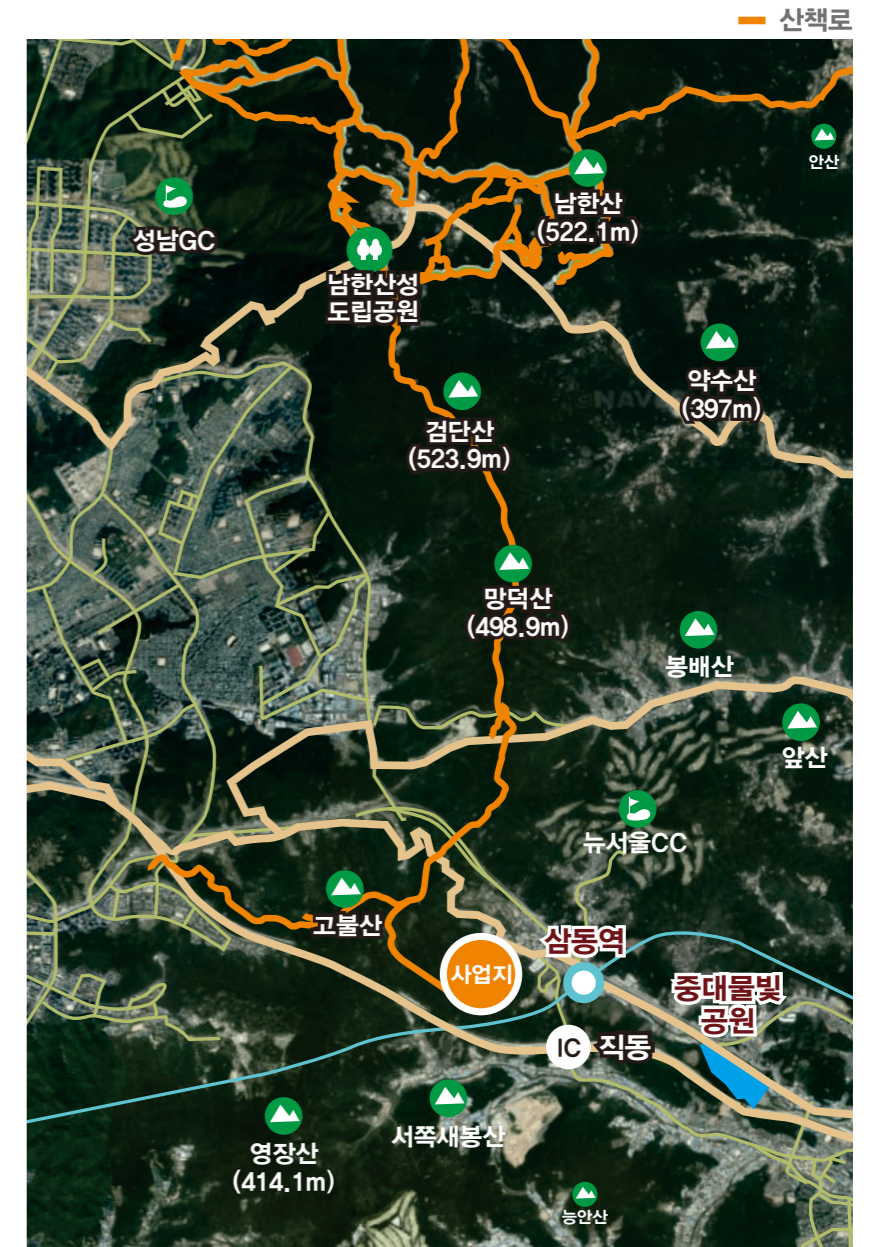 산책로
안산
남한산
(522.1m)
성남GC
남한산성
도립공원
약수산
(397m)
NAV
검단산
(523.9m)
망덕산
(498.9m)
봉배산
앞산
뉴서울CC
고불산
삼동역
사업지
중대물빛
공원
IC 직동
서쪽새봉산
영장산
(414.1m)
능안산